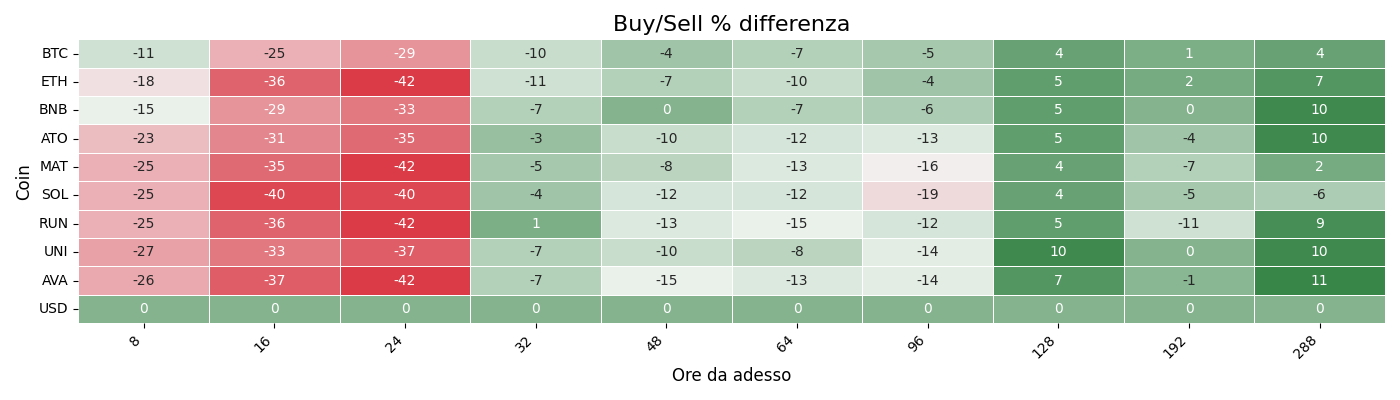 Buy/Sell % differenza
Coin
BTC -11 -25 -29 -10 -4 -7 -5 4 1 4
ETH -18 -36 -42 -11 -7 -10 -4 5 2 7
BNB -15 -29 -33 -7 0 -7 -6 5 0 10
ATO -23 -31 -35 -3 -10 -12 -13 5 -4 10
MAT -25 -35 -42 -5 -8 -13 -16 4 -7 2
SOL -25 -40 -40 -4 -12 -12 -19 4 -5 -6
RUN -25 -36 -42 1 -13 -15 -12 5 -11 9
UNI -27 -33 -37 -7 -10 -8 -14 10 0 10
AVA -26 -37 -42 -7 -15 -13 -14 7 -1 11
USD 0 0 0 0 0 0 0 0 0 0
8 16 24 32 48 64 96 128 192 288
Ore da adesso